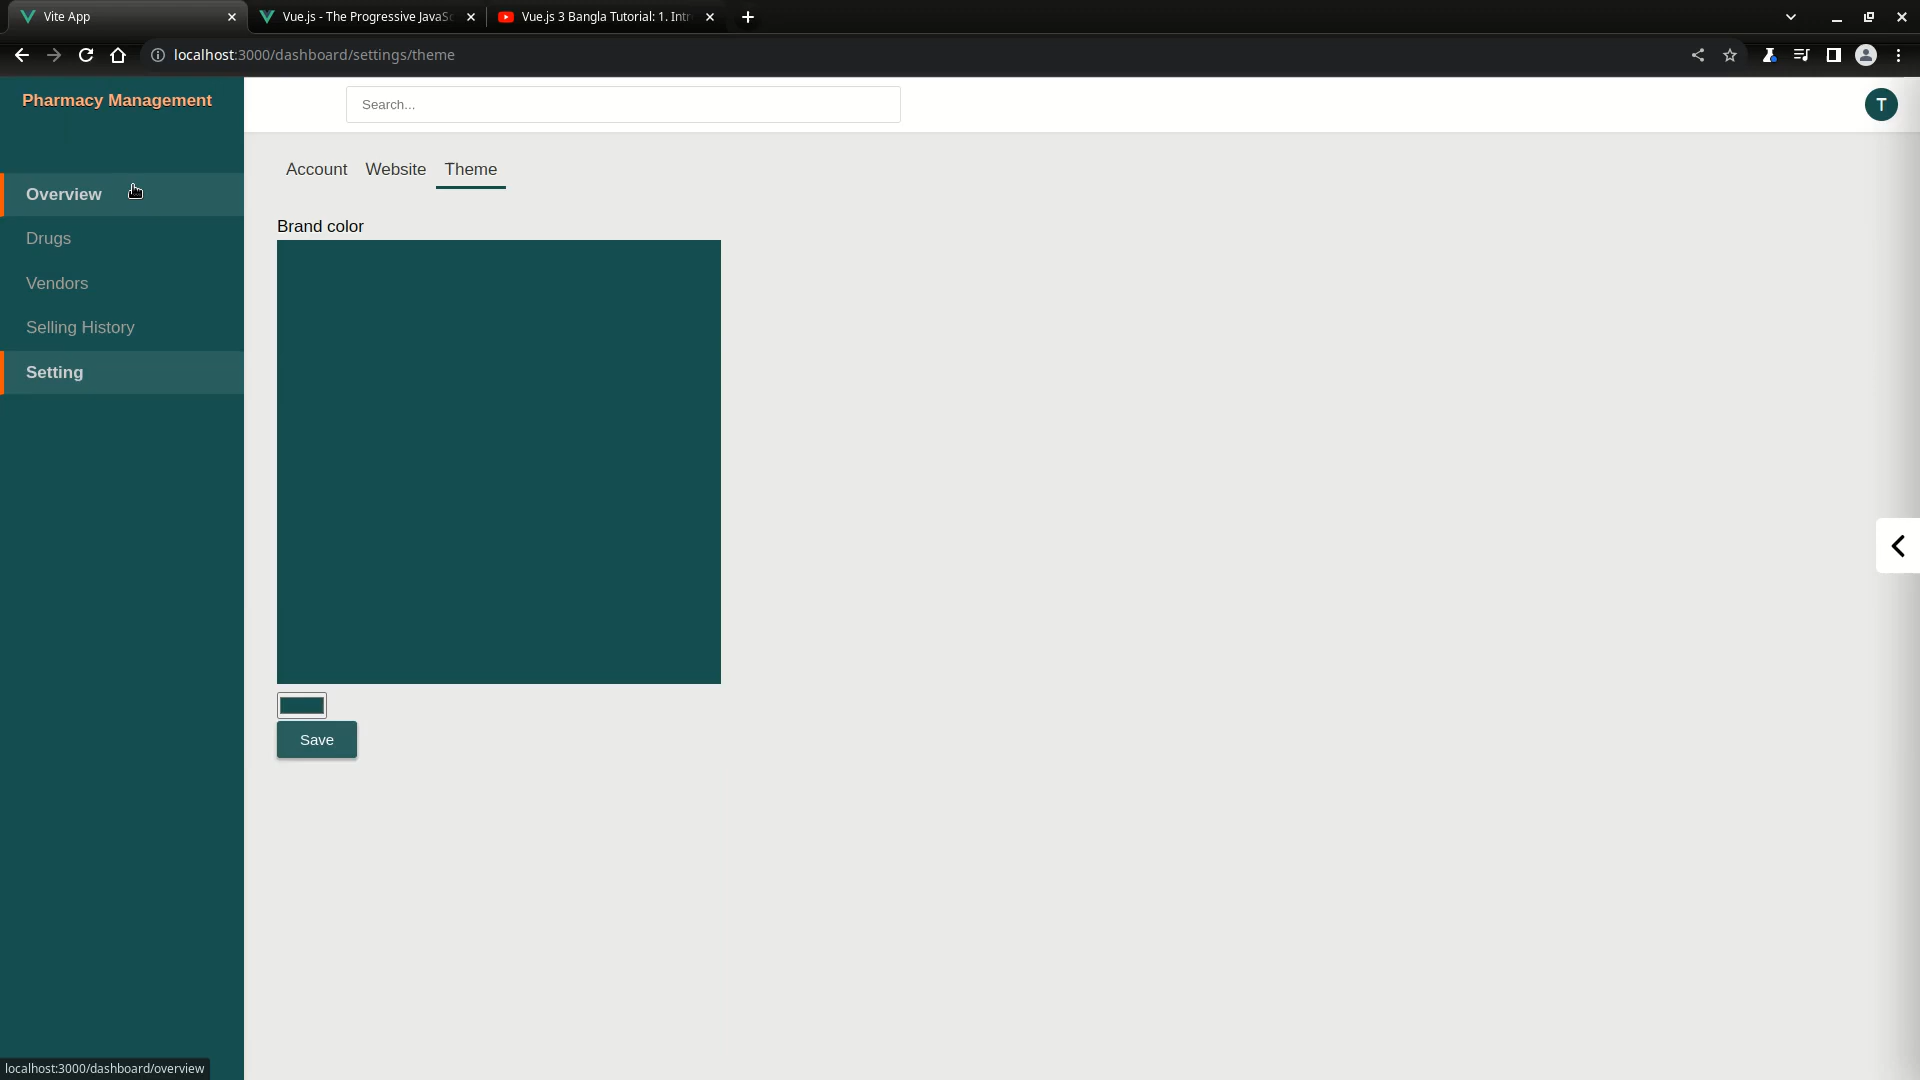 Vite App
Vue.js - The Progressive JavaSc
Vue.js 3 Bangla Tutorial: 1. Intr
localhost:3000/dashboard/settings/theme
Pharmacy Management
Search...
T
Account Website Theme
Overview
Drugs
Vendors
Selling History
Setting
Brand color
Save
localhost:3000/dashboard/overview